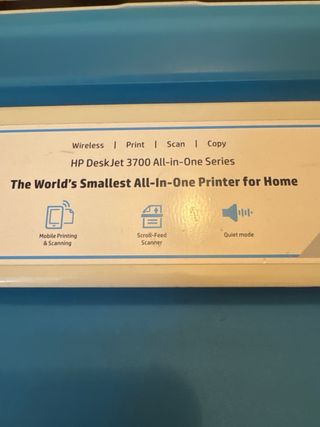 Wireless | Print | Scan | Copy
HP DeskJet 3700 All-in-One Series
The World's Smallest All-In-One Printer for Home
Mobile Printing
& Scanning
Scroll-Feed
Scanner
Quiet mode